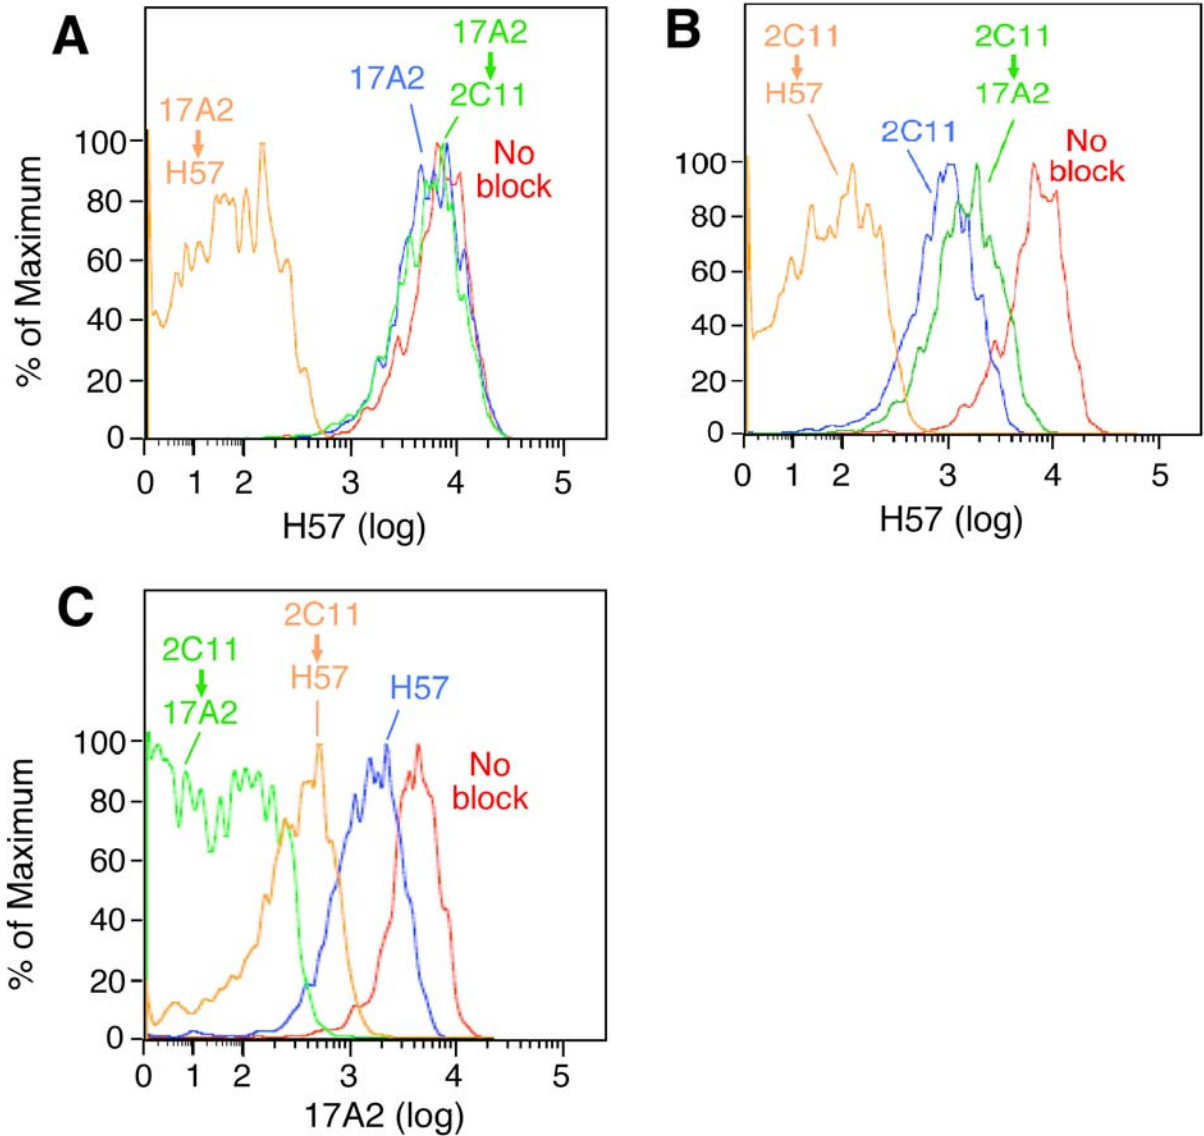 A
17A2
H57
17A2
17A2
2C11
No
block
% of Maximum
100
80
60
40
20
0
0 1 2 3 4 5
H57 (log)
B
2C11
H57
2C11
2C11
17A2
No
block
100
80
60
40
20
0
0 1 2 3 4 5
H57 (log)
C
2C11
17A2
2C11
H57
H57
No
block
% of Maximum
100
80
60
40
20
0
0 1 2 3 4 5
17A2 (log)